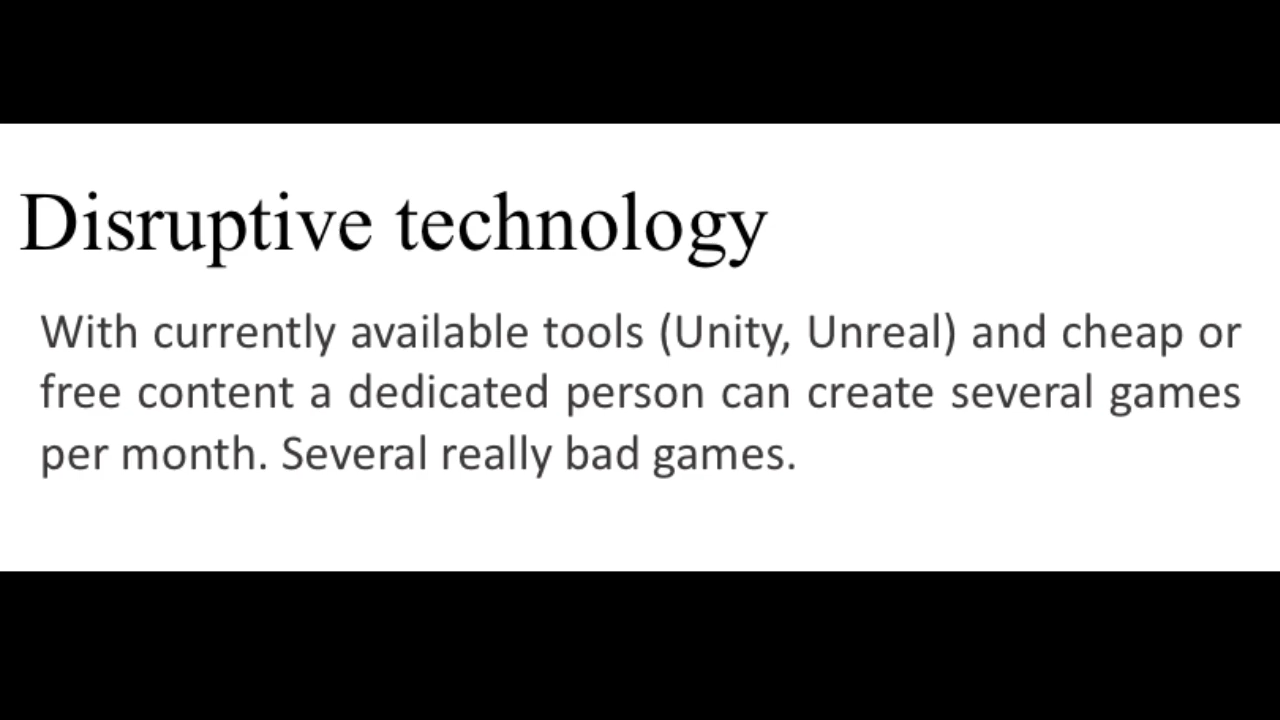 Disruptive technology
With currently available tools (Unity, Unreal) and cheap or
free content a dedicated person can create several games
per month. Several really bad games.